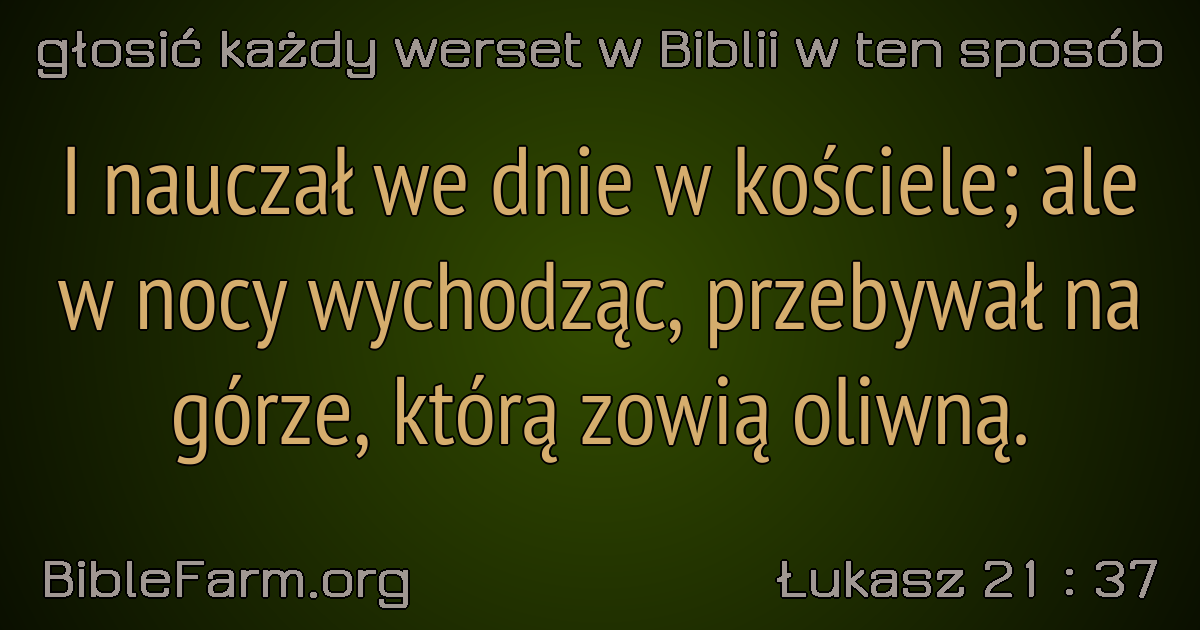 głosić każdy werset w Biblii w ten sposób
I nauczał we dnie w kościele; ale
w nocy wychodząc, przebywał na
górze, którą zowią oliwną.
BibleFarm.org
Łukasz 21 : 37